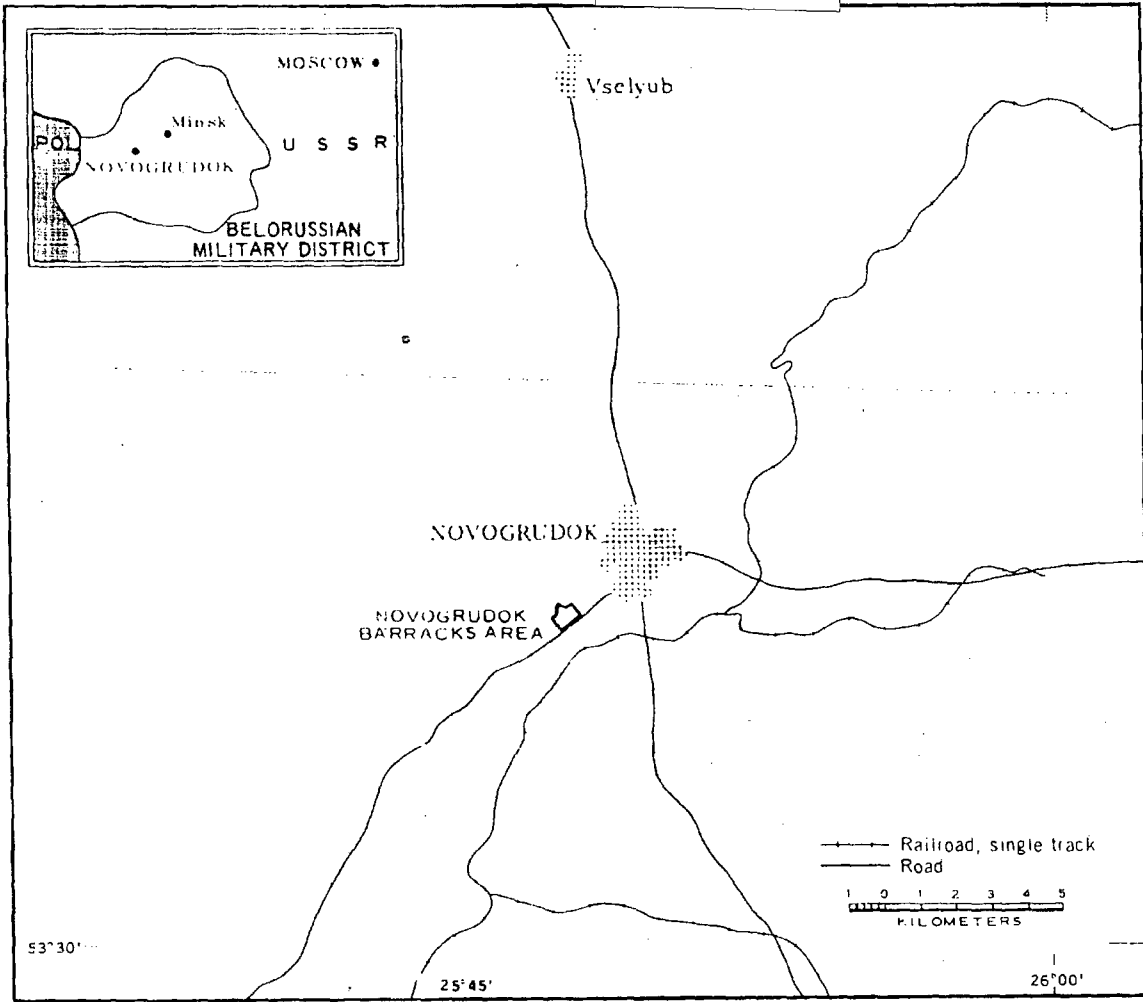 MOSCOW
Minsk
POL
U S S R
NOVOGRUDOK
BELORUSSIAN
MILITARY DISTRICT
Vselyub
NOVOGRUDOK
NOVOGRUDOK
BARRACKS AREA
Railroad, single track
Road
1 0 1 2 3 4 5
KILOMETERS
53°30'
25°45'
26°00'